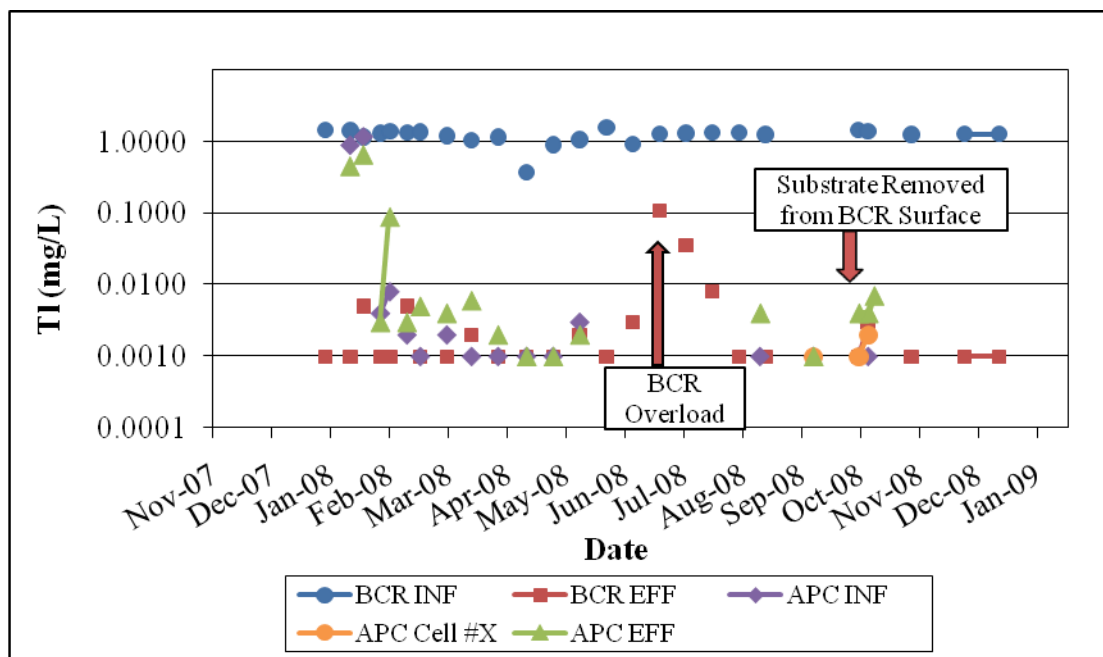 1.0000
0.1000
0.0100
0.0010
0.0001
Tl (mg/L)
Substrate Removed
from BCR Surface
BCR
Overload
Nov-07
Dec-07
Jan-08
Feb-08
Mar-08
Apr-08
May-08
Jun-08
Jul-08
Aug-08
Sep-08
Oct-08
Nov-08
Dec-08
Jan-09
Date
BCR INF
BCR EFF
APC INF
APC Cell #X
APC EFF